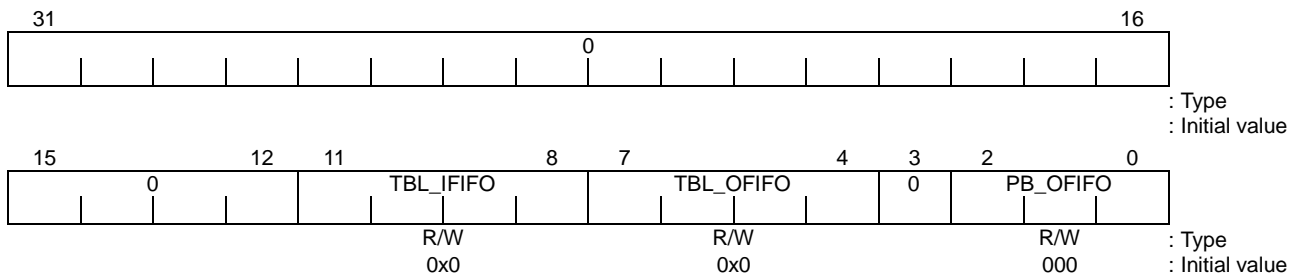 31 16
0
: Type
: Initial value
15 12 11 8 7 4 3 2 0
0 TBL_IFIFO TBL_OFIFO 0 PB_OFIFO
R/W R/W R/W : Type
0x0 0x0 000 : Initial value